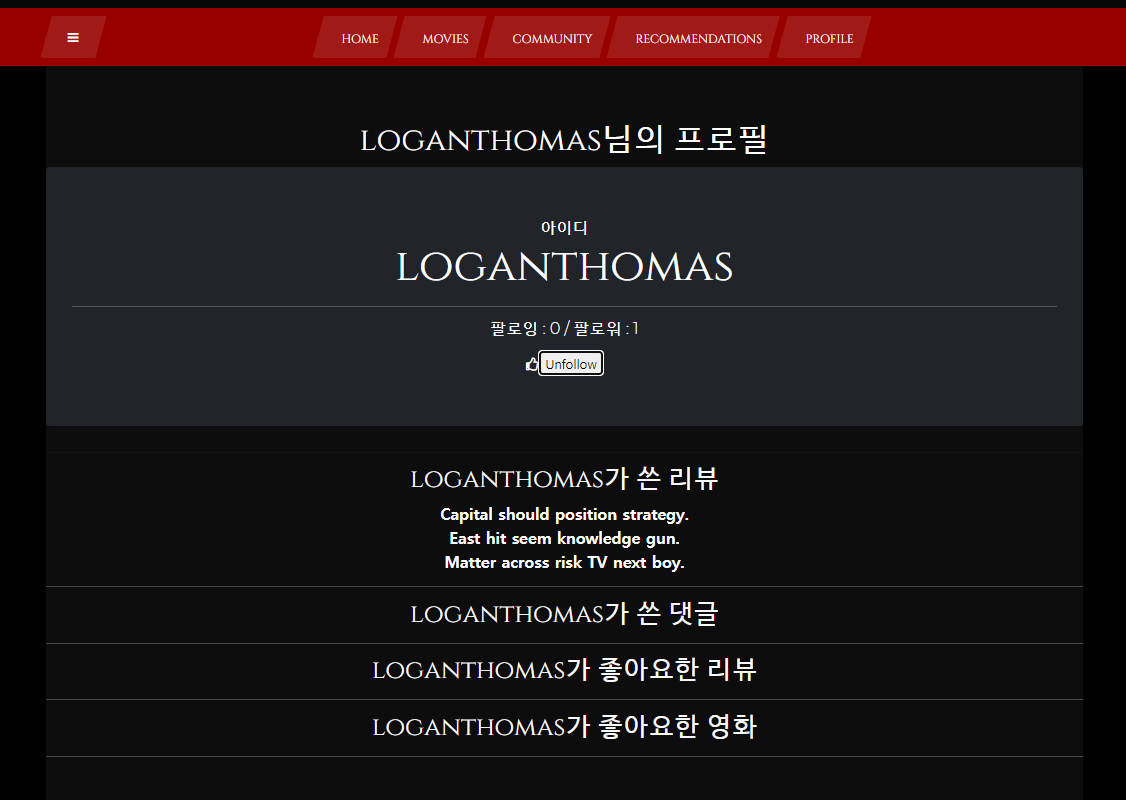 HOME MOVIES COMMUNITY RECOMMENDATIONS PROFILE
LOGANTHOMAS님의 프로필
아이디
LOGANTHOMAS
팔로잉 : 0 / 팔로워 : 1
Unfollow
LOGANTHOMAS가 쓴 리뷰
Capital should position strategy.
East hit seem knowledge gun.
Matter across risk TV next boy.
LOGANTHOMAS가 쓴 댓글
LOGANTHOMAS가 좋아요한 리뷰
LOGANTHOMAS가 좋아요한 영화